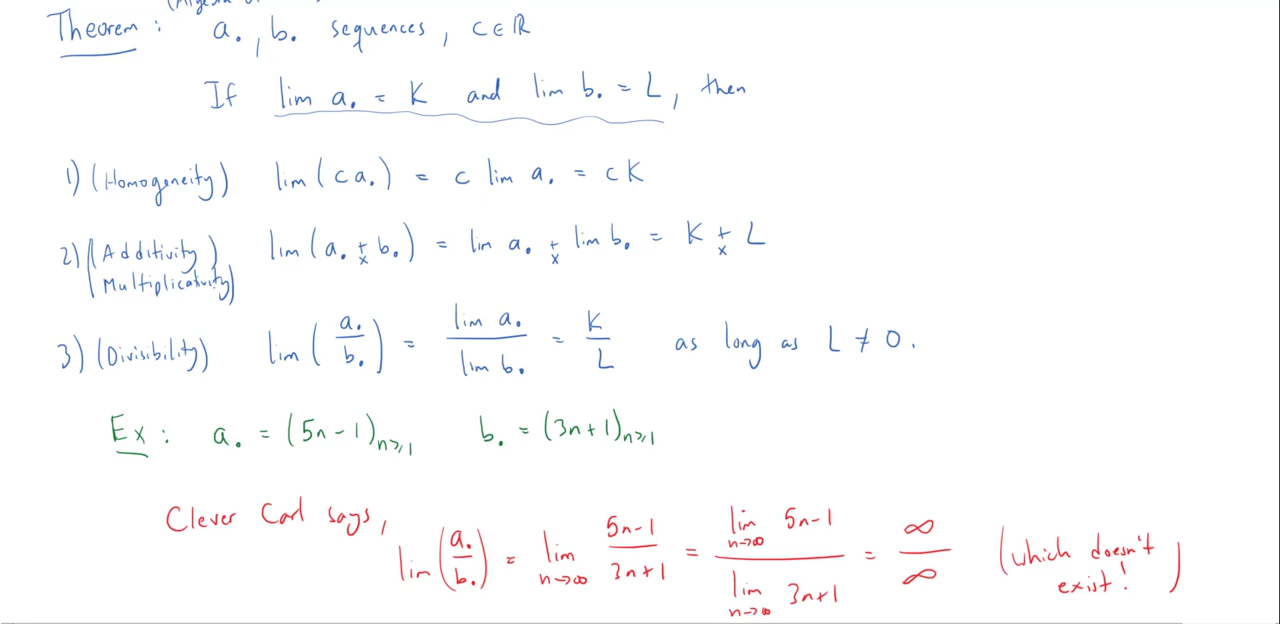 Theorem : a. , b. sequences , c∈ℝ
If lim a. = K and lim b. = L , then
1) (Homogeneity) lim(c a.) = c lim a. = cK
2) (Additivity, Multiplicativity) lim(a. +× b.) = lim a. +× lim b. = K +× L
3) (Divisibility) lim(a./b.) = lim a./lim b. = K/L as long as L ≠ 0.
Ex : a. = (5n-1)n≥1 b. = (3n+1)n≥1
Clever Carl says,
lim(a./b.) = lim n→∞ 5n-1/3n+1 = lim n→∞ 5n-1/lim n→∞ 3n+1 = ∞/∞ (which doesn't exist!)